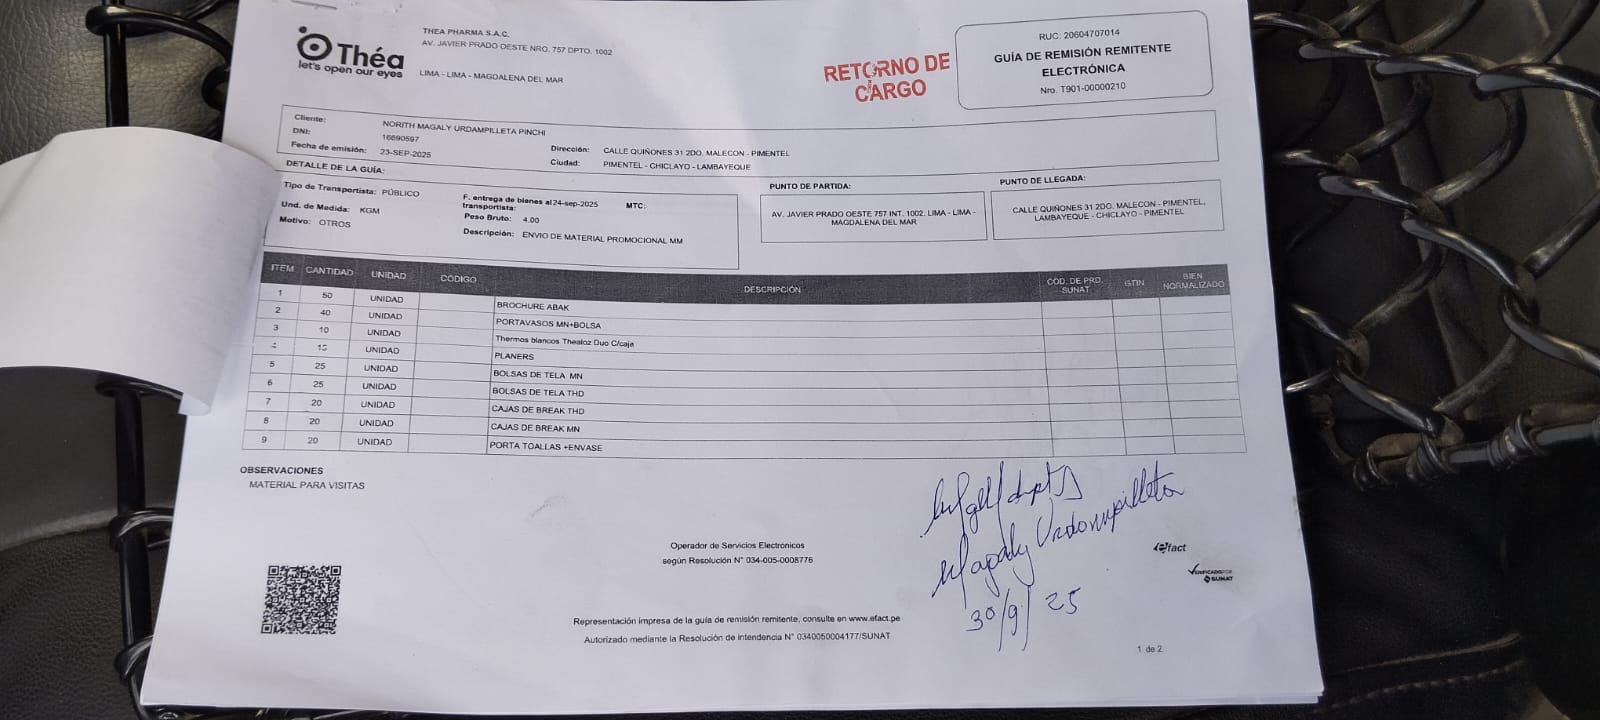 Théa
let's open our eyes
THEA PHARMA S.A.C.
AV. JAVIER PRADO OESTE NRO. 757 DPTO. 1002
LIMA - LIMA - MAGDALENA DEL MAR
RETORNO DE
CARGO
RUC: 20604707014
GUÍA DE REMISIÓN REMITENTE
ELECTRÓNICA
Nro. T901-00000210
Cliente: NORITH MAGALY URDAMPILLETA PINCHI
DNI: 16690597
Fecha de emisión: 23-SEP-2025
Dirección: CALLE QUIÑONES 31 2DO. MALECON - PIMENTEL
Ciudad: PIMENTEL - CHICLAYO - LAMBAYEQUE
DETALLE DE LA GUÍA:
Tipo de Transportista: PÚBLICO
Und. de Medida: KGM
Motivo: OTROS
F. entrega de bienes al 24-sep-2025
transportista:
MTC:
Peso Bruto: 4.00
Descripción: ENVIO DE MATERIAL PROMOCIONAL MM
PUNTO DE PARTIDA:
AV. JAVIER PRADO OESTE 757 INT. 1002. LIMA - LIMA -
MAGDALENA DEL MAR
PUNTO DE LLEGADA:
CALLE QUIÑONES 31 2DO. MALECON - PIMENTEL,
LAMBAYEQUE - CHICLAYO - PIMENTEL
ITEM CANTIDAD UNIDAD CÓDIGO DESCRIPCIÓN COD. DE PRD. SUNAT GTIN BIEN NORMALIZADO
1 50 UNIDAD BROCHURE ABAK
2 40 UNIDAD PORTAVASOS MN+BOLSA
3 10 UNIDAD Thermos blancos Thealoz Duo C/caja
4 15 UNIDAD PLANERS
5 25 UNIDAD BOLSAS DE TELA MN
6 25 UNIDAD BOLSAS DE TELA THD
7 20 UNIDAD CAJAS DE BREAK THD
8 20 UNIDAD CAJAS DE BREAK MN
9 20 UNIDAD PORTA TOALLAS +ENVASE
OBSERVACIONES
MATERIAL PARA VISITAS
Magaly Urdampilleta
30/9/25
Operador de Servicios Electrónicos
según Resolución N° 034-005-0008776
efact
VERIFICADO POR
SUNAT
Representación impresa de la guía de remisión remitente, consulte en www.efact.pe
Autorizado mediante la Resolución de Intendencia N° 0340050004177/SUNAT
1 de 2